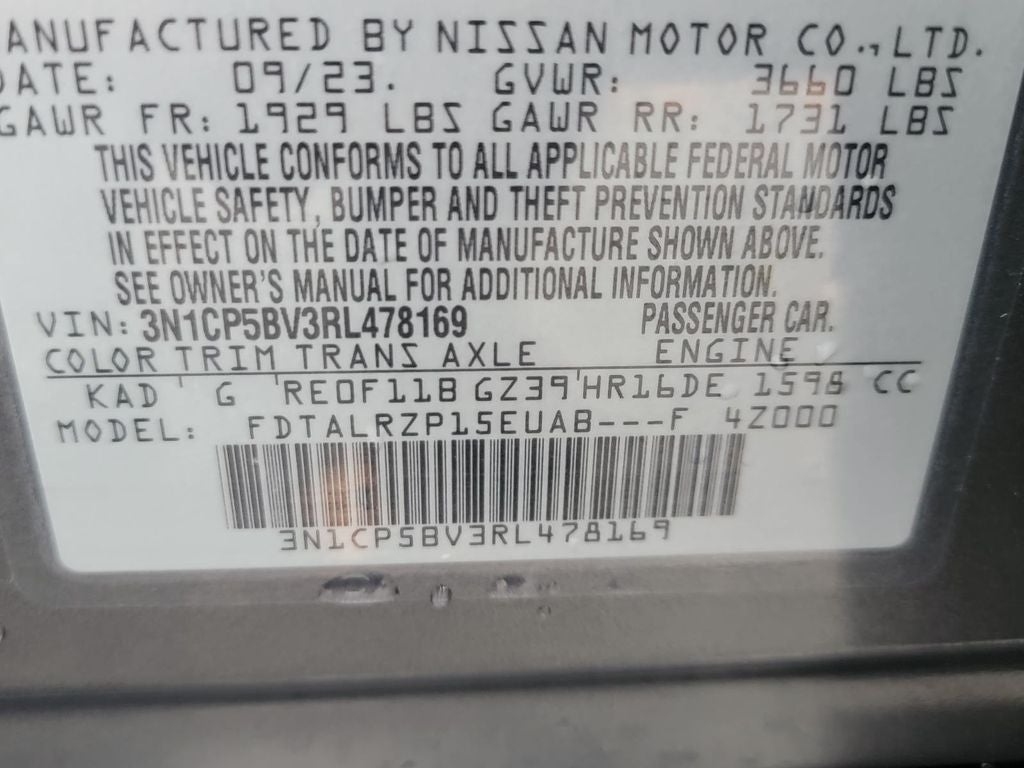 ANUFACTURED BY NISSAN MOTOR CO., LTD.
DATE: 09/23. GVWR: 3660 LBS
GAWR FR: 1929 LBS GAWR RR: 1731 LBS
THIS VEHICLE CONFORMS TO ALL APPLICABLE FEDERAL MOTOR
VEHICLE SAFETY, BUMPER AND THEFT PREVENTION STANDARDS
IN EFFECT ON THE DATE OF MANUFACTURE SHOWN ABOVE.
SEE OWNER'S MANUAL FOR ADDITIONAL INFORMATION.
VIN: 3N1CP5BV3RL478169 PASSENGER CAR.
COLOR TRIM TRANS AXLE ENGINE
KAD ' G 'RE0F11B GZ39'HR16DE 1598 CC
MODEL: FDTALRZP15EUAB---F 4Z000
3N1CP5BV3RL478169